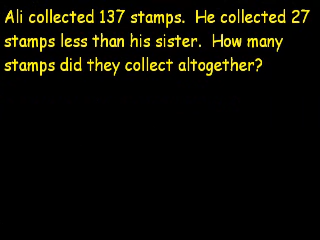 Ali collected 137 stamps. He collected 27
stamps less than his sister. How many
stamps did they collect altogether?